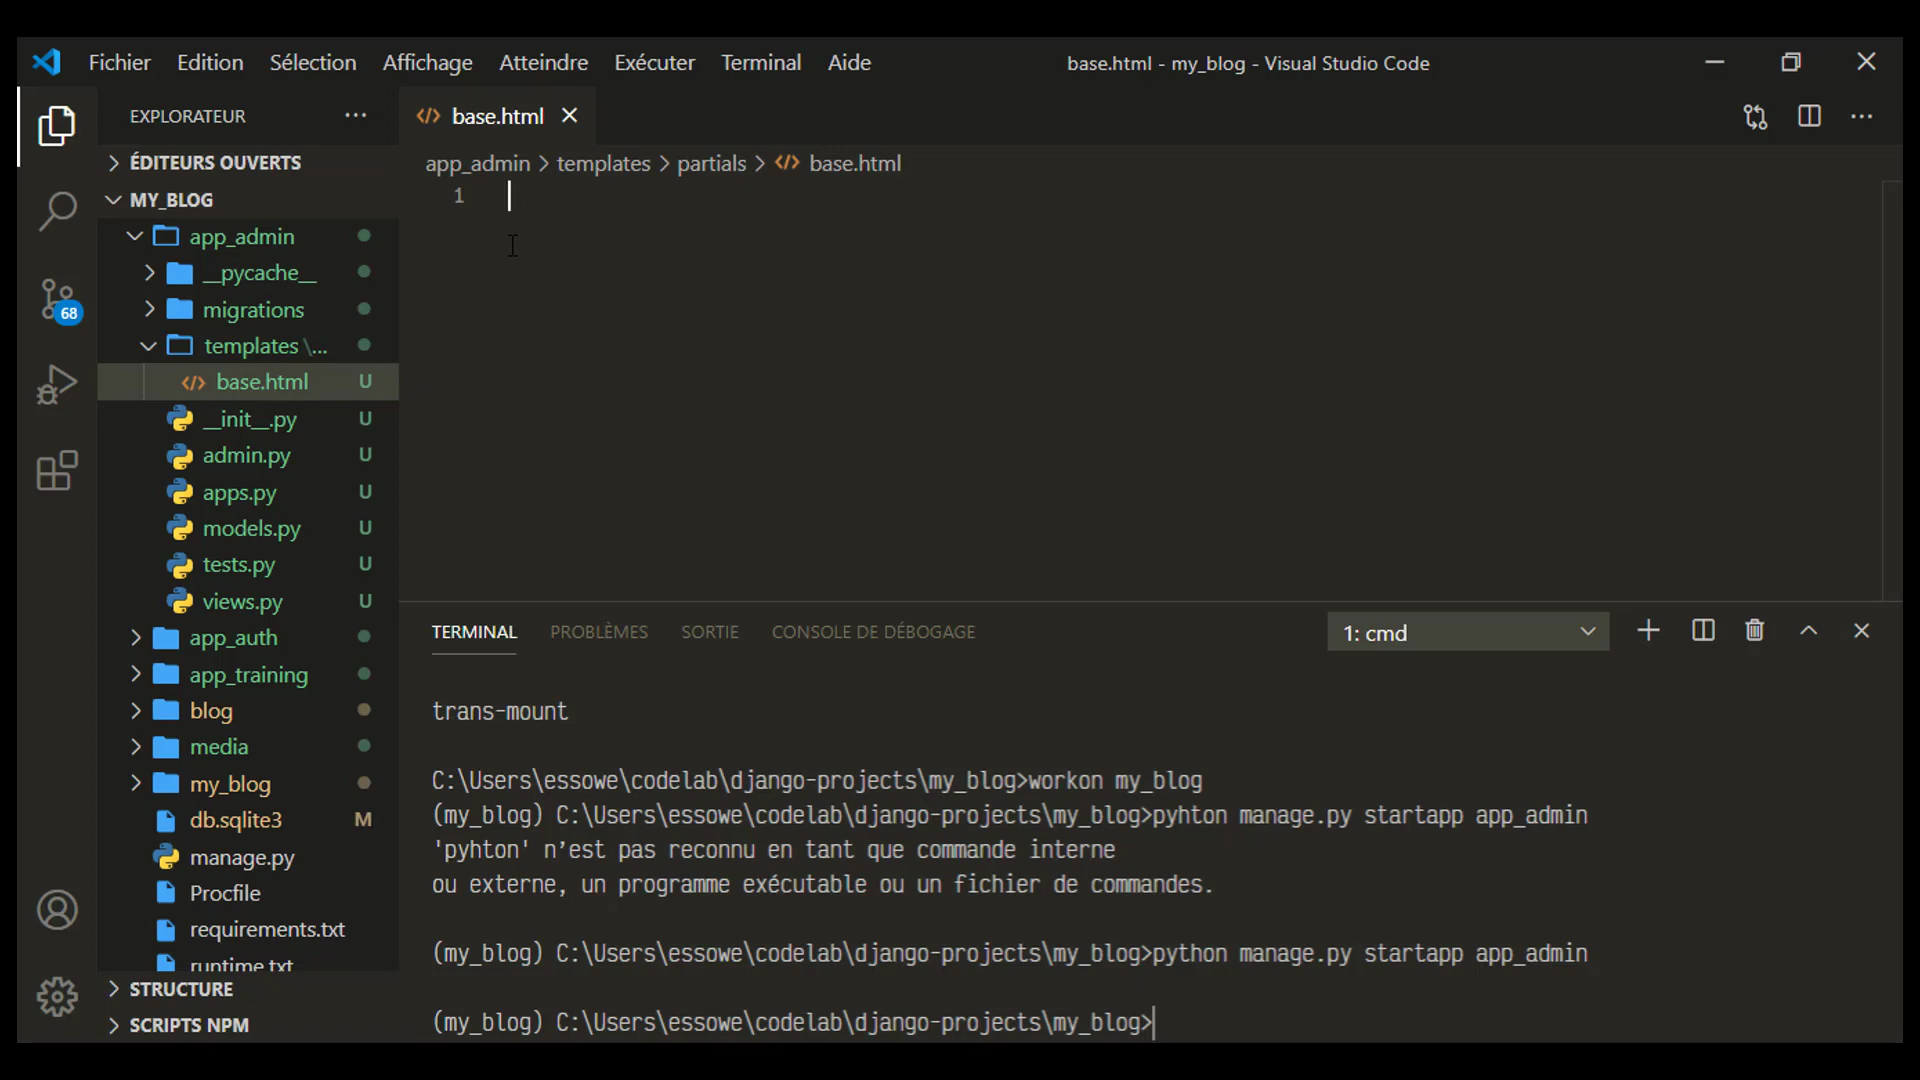 Fichier Edition Sélection Affichage Atteindre Exécuter Terminal Aide base.html - my_blog - Visual Studio Code
EXPLORATEUR ···
base.html
ÉDITEURS OUVERTS
app_admin > templates > partials > base.html
MY_BLOG
1
app_admin
__pycache__
68
migrations
templates \...
base.html U
__init__.py U
admin.py U
apps.py U
models.py U
tests.py U
views.py U
app_auth
app_training
blog
media
my_blog
db.sqlite3 M
manage.py
Procfile
requirements.txt
runtime.txt
STRUCTURE
SCRIPTS NPM
TERMINAL PROBLÈMES SORTIE CONSOLE DE DÉBOGAGE 1: cmd
trans-mount
C:\Users\essowe\codelab\django-projects\my_blog>workon my_blog
(my_blog) C:\Users\essowe\codelab\django-projects\my_blog>pyhton manage.py startapp app_admin
'pyhton' n’est pas reconnu en tant que commande interne
ou externe, un programme exécutable ou un fichier de commandes.
(my_blog) C:\Users\essowe\codelab\django-projects\my_blog>python manage.py startapp app_admin
(my_blog) C:\Users\essowe\codelab\django-projects\my_blog>